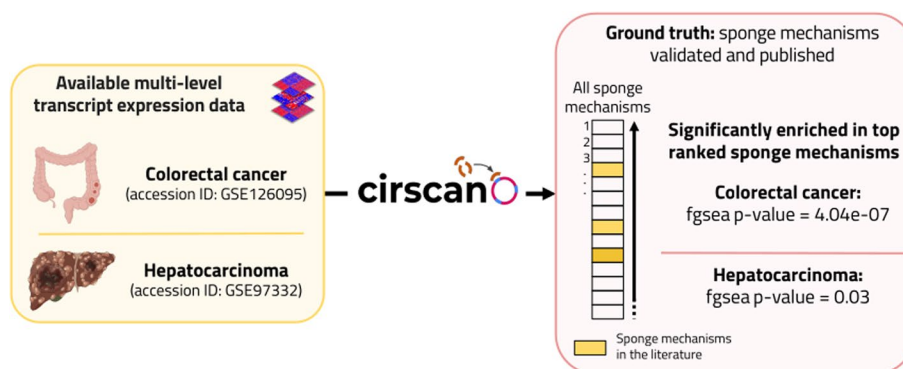 Available multi-level
transcript expression data
Colorectal cancer
(accession ID: GSE126095)
Hepatocarcinoma
(accession ID: GSE97332)
cirscan
Ground truth: sponge mechanisms
validated and published
All sponge
mechanisms
1
2
3
.
.
.
Significantly enriched in top
ranked sponge mechanisms
Colorectal cancer:
fgsea p-value = 4.04e-07
Hepatocarcinoma:
fgsea p-value = 0.03
Sponge mechanisms
in the literature